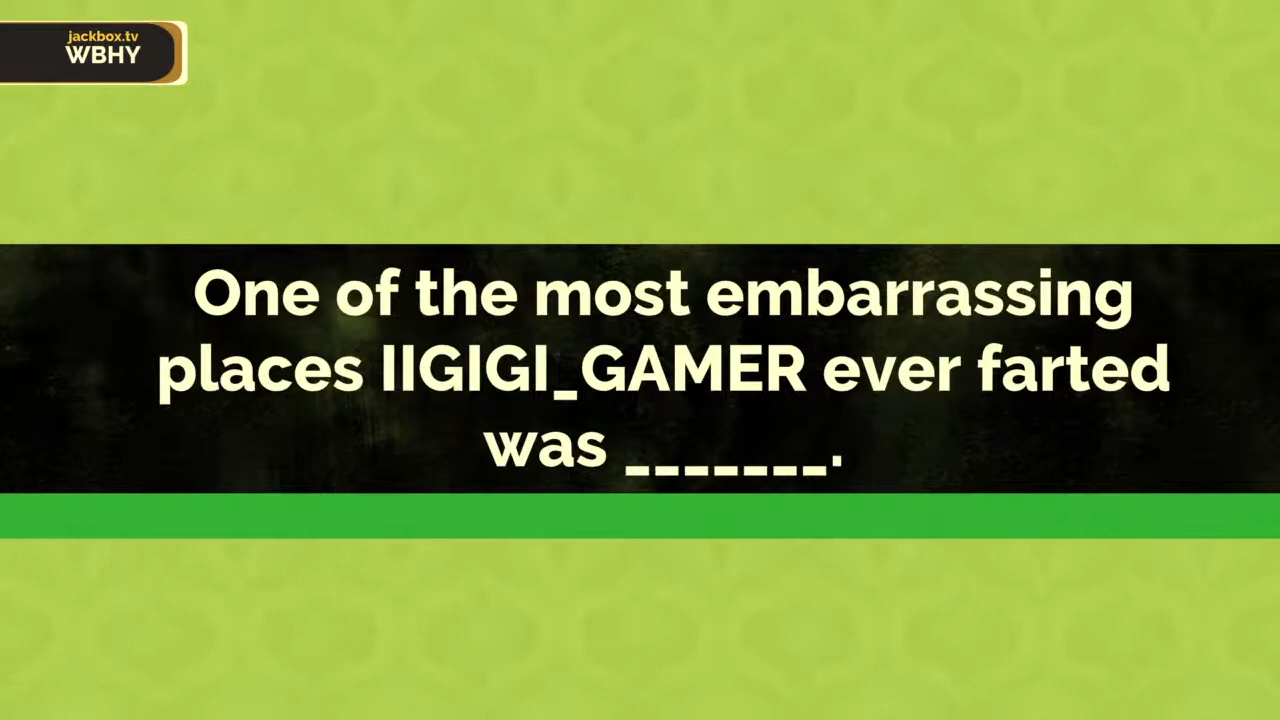 jackbox.tv
WBHY
One of the most embarrassing
places IIGIGI_GAMER ever farted
was _______.